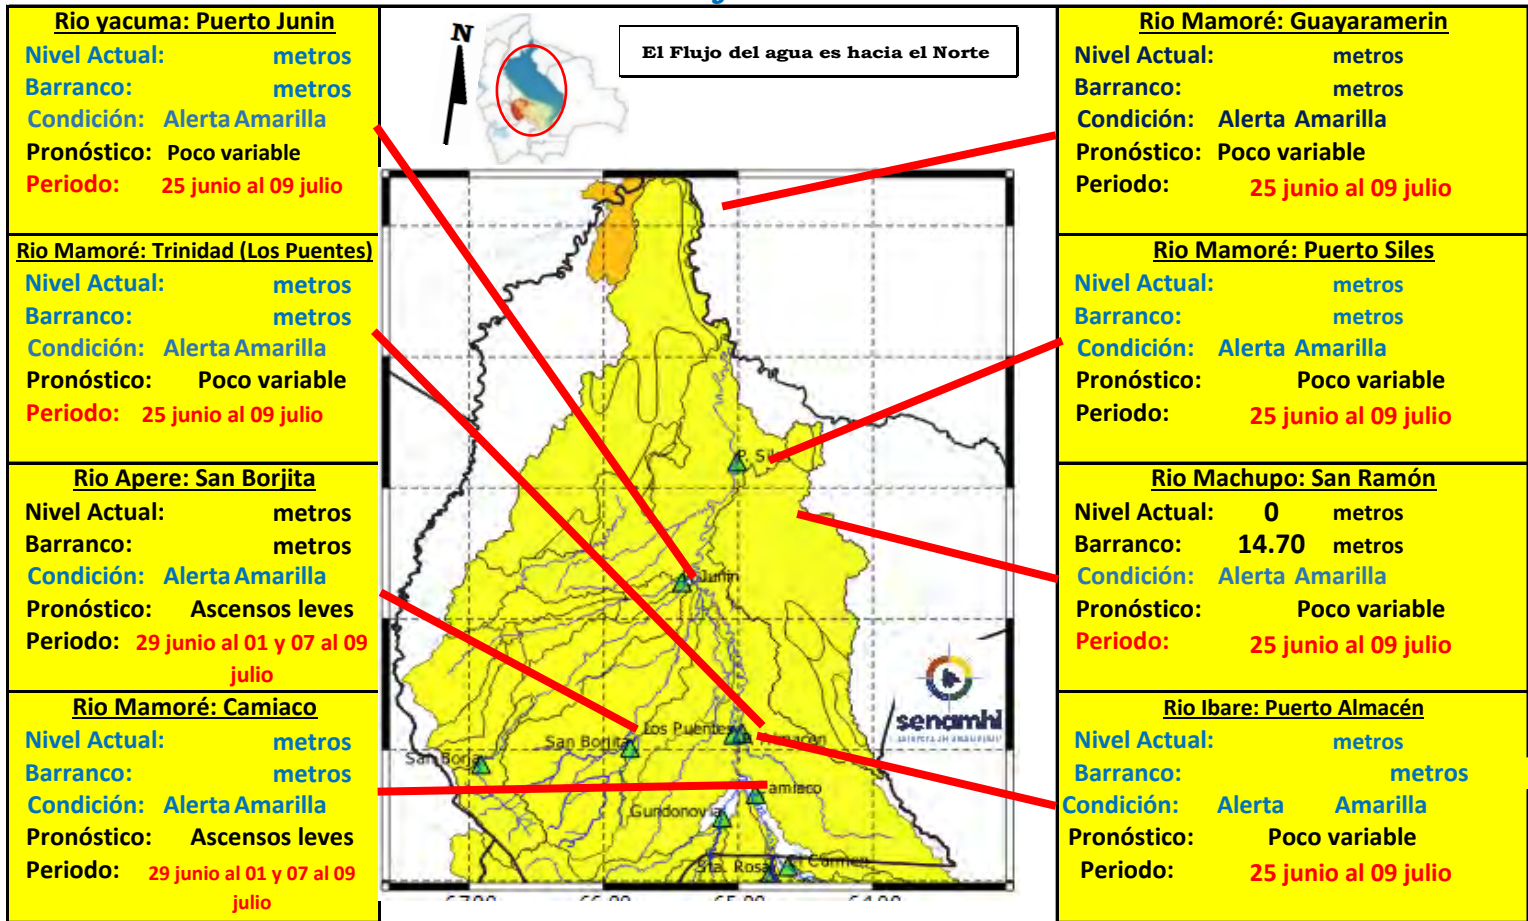 Rio yacuma: Puerto Junin
Nivel Actual: metros
Barranco: metros
Condición: Alerta Amarilla
Pronóstico: Poco variable
Periodo: 25 junio al 09 julio
Rio Mamoré: Trinidad (Los Puentes)
Nivel Actual: metros
Barranco: metros
Condición: Alerta Amarilla
Pronóstico: Poco variable
Periodo: 25 junio al 09 julio
Rio Apere: San Borjita
Nivel Actual: metros
Barranco: metros
Condición: Alerta Amarilla
Pronóstico: Ascensos leves
Periodo: 29 junio al 01 y 07 al 09
julio
Rio Mamoré: Camiaco
Nivel Actual: metros
Barranco: metros
Condición: Alerta Amarilla
Pronóstico: Ascensos leves
Periodo: 29 junio al 01 y 07 al 09
julio
N
El Flujo del agua es hacia el Norte
P. Siles
Junin
Los Puentes
P. Almacén
San Borjita
San Borja
Camiaco
Gundonovia
Sta. Rosa
El Carmen
senamhi
Rio Mamoré: Guayaramerin
Nivel Actual: metros
Barranco: metros
Condición: Alerta Amarilla
Pronóstico: Poco variable
Periodo: 25 junio al 09 julio
Rio Mamoré: Puerto Siles
Nivel Actual: metros
Barranco: metros
Condición: Alerta Amarilla
Pronóstico: Poco variable
Periodo: 25 junio al 09 julio
Rio Machupo: San Ramón
Nivel Actual: 0 metros
Barranco: 14.70 metros
Condición: Alerta Amarilla
Pronóstico: Poco variable
Periodo: 25 junio al 09 julio
Rio Ibare: Puerto Almacén
Nivel Actual: metros
Barranco: metros
Condición: Alerta Amarilla
Pronóstico: Poco variable
Periodo: 25 junio al 09 julio